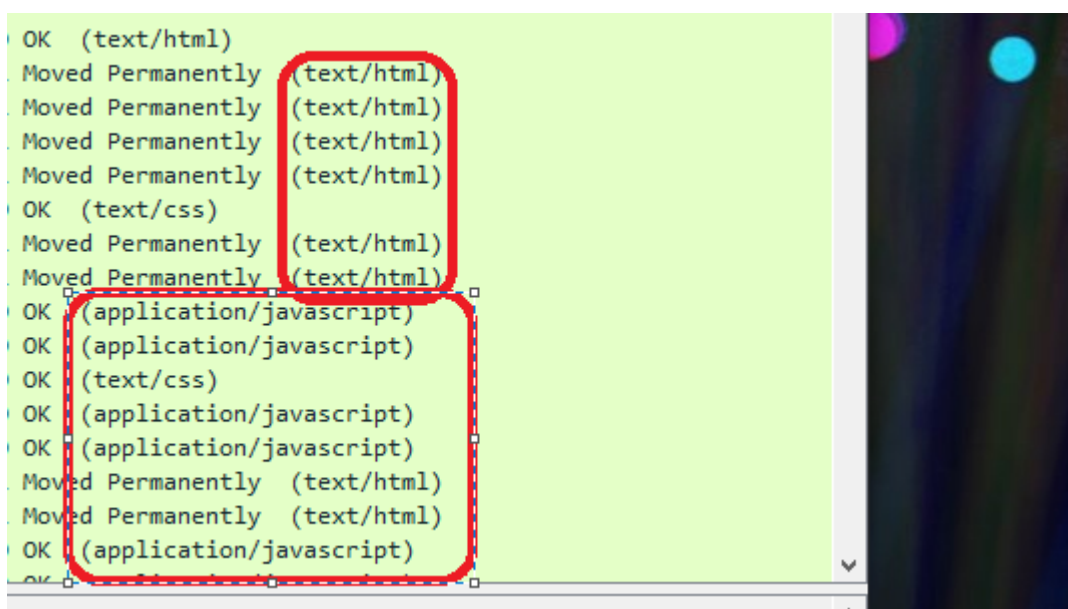 OK (text/html)
Moved Permanently (text/html)
Moved Permanently (text/html)
Moved Permanently (text/html)
Moved Permanently (text/html)
OK (text/css)
Moved Permanently (text/html)
Moved Permanently (text/html)
OK (application/javascript)
OK (application/javascript)
OK (text/css)
OK (application/javascript)
OK (application/javascript)
Moved Permanently (text/html)
Moved Permanently (text/html)
OK (application/javascript)